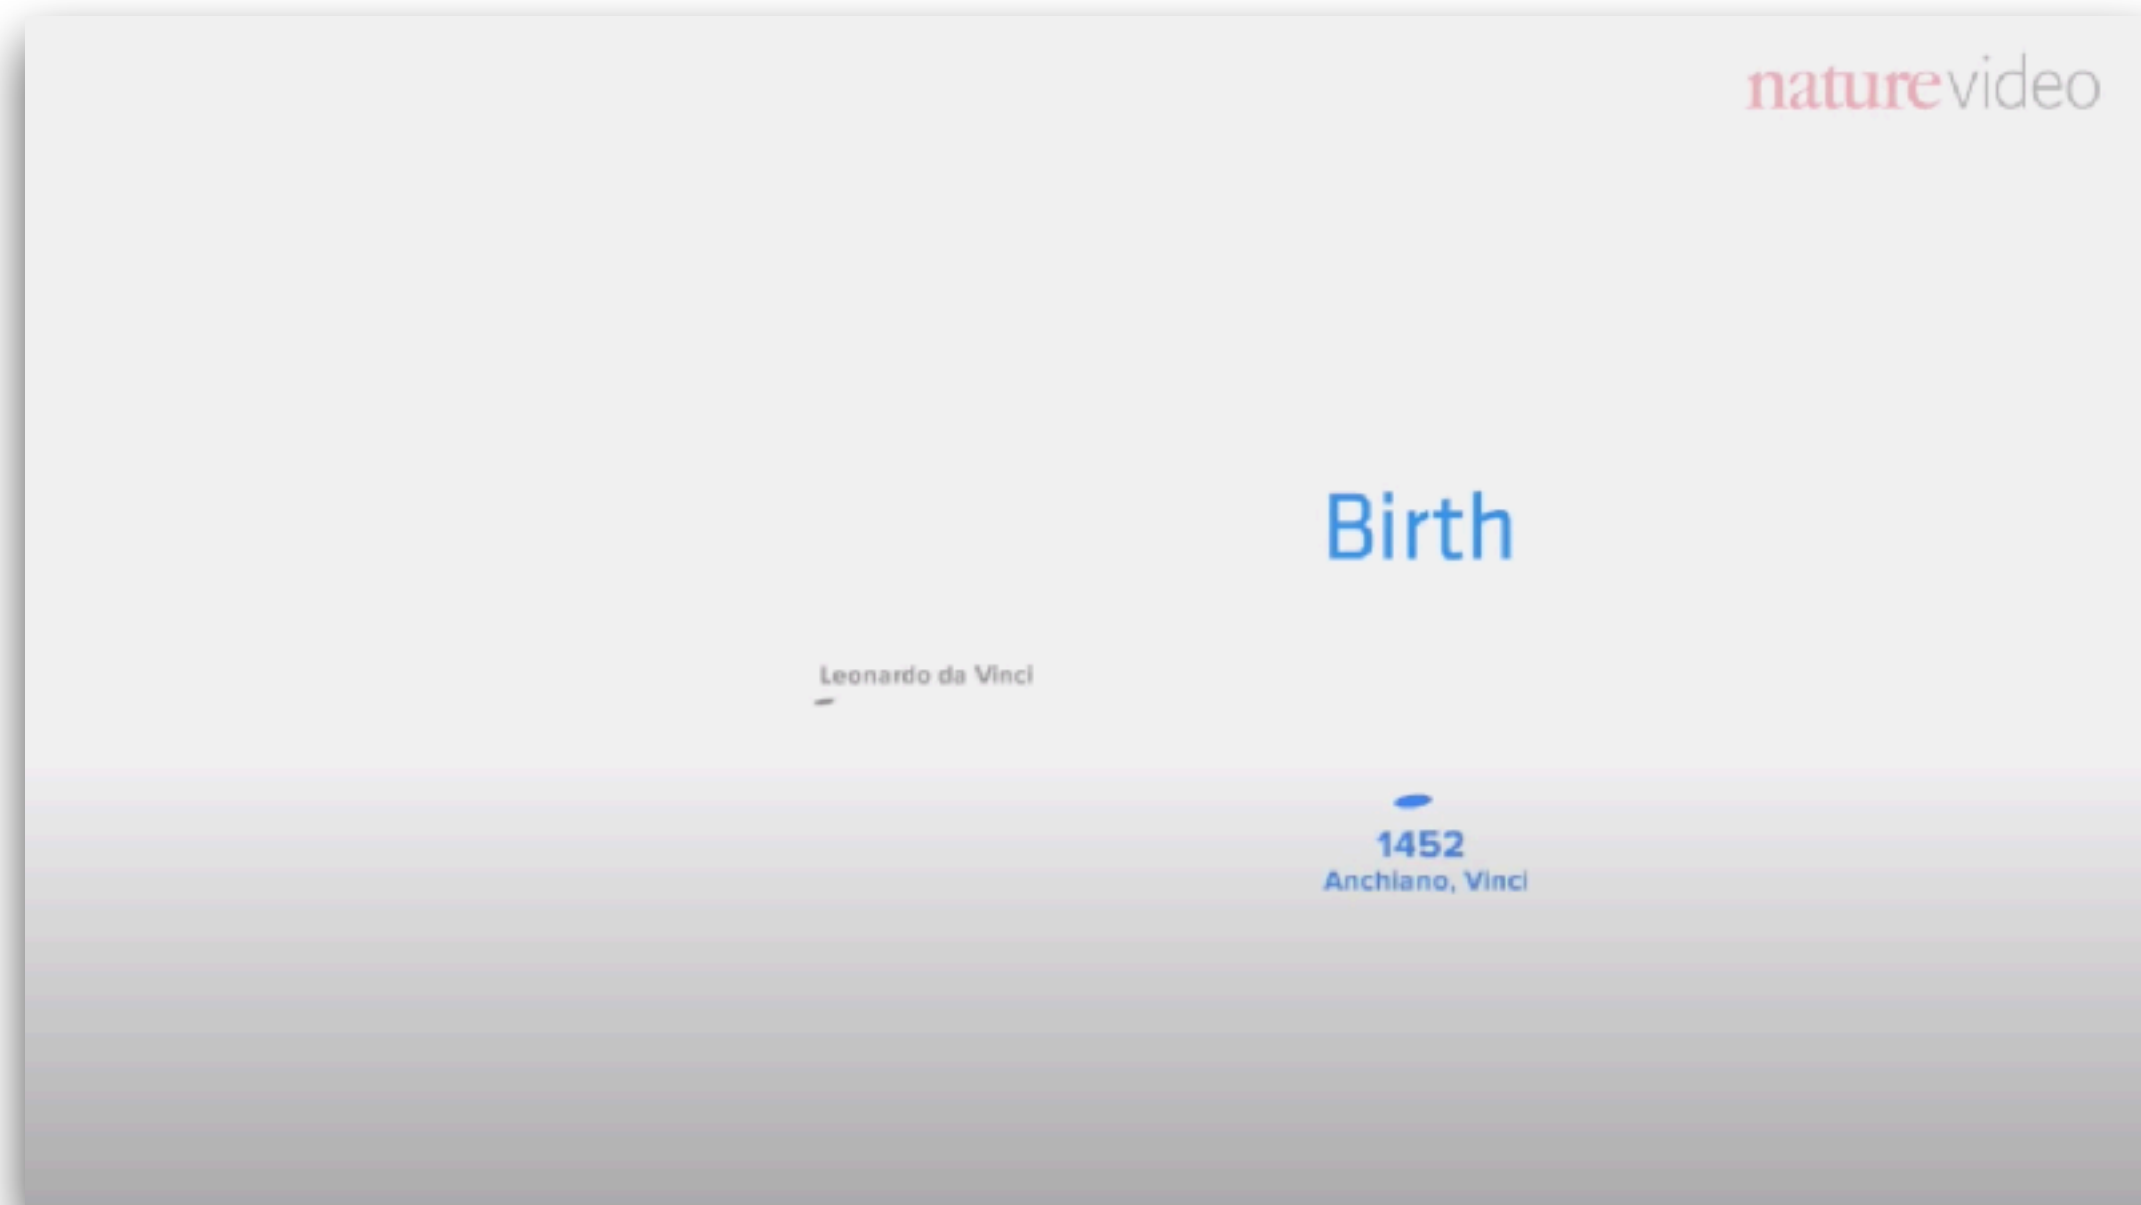 naturevideo
Birth
Leonardo da Vinci
1452
Anchiano, Vinci